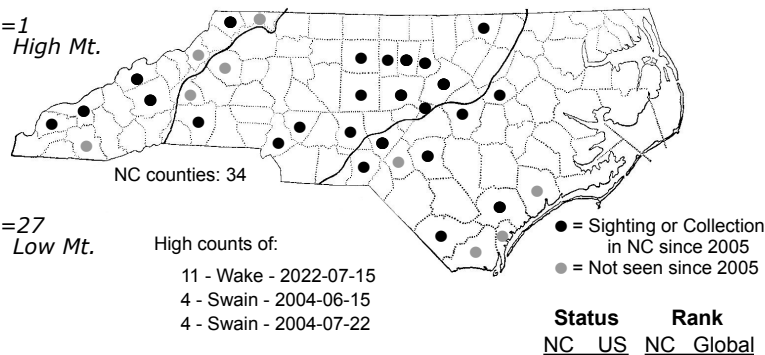 =1
High Mt.
NC counties: 34
=27
Low Mt.
High counts of:
11 - Wake - 2022-07-15
4 - Swain - 2004-06-15
4 - Swain - 2004-07-22
= Sighting or Collection
in NC since 2005
= Not seen since 2005
Status Rank
NC US NC Global